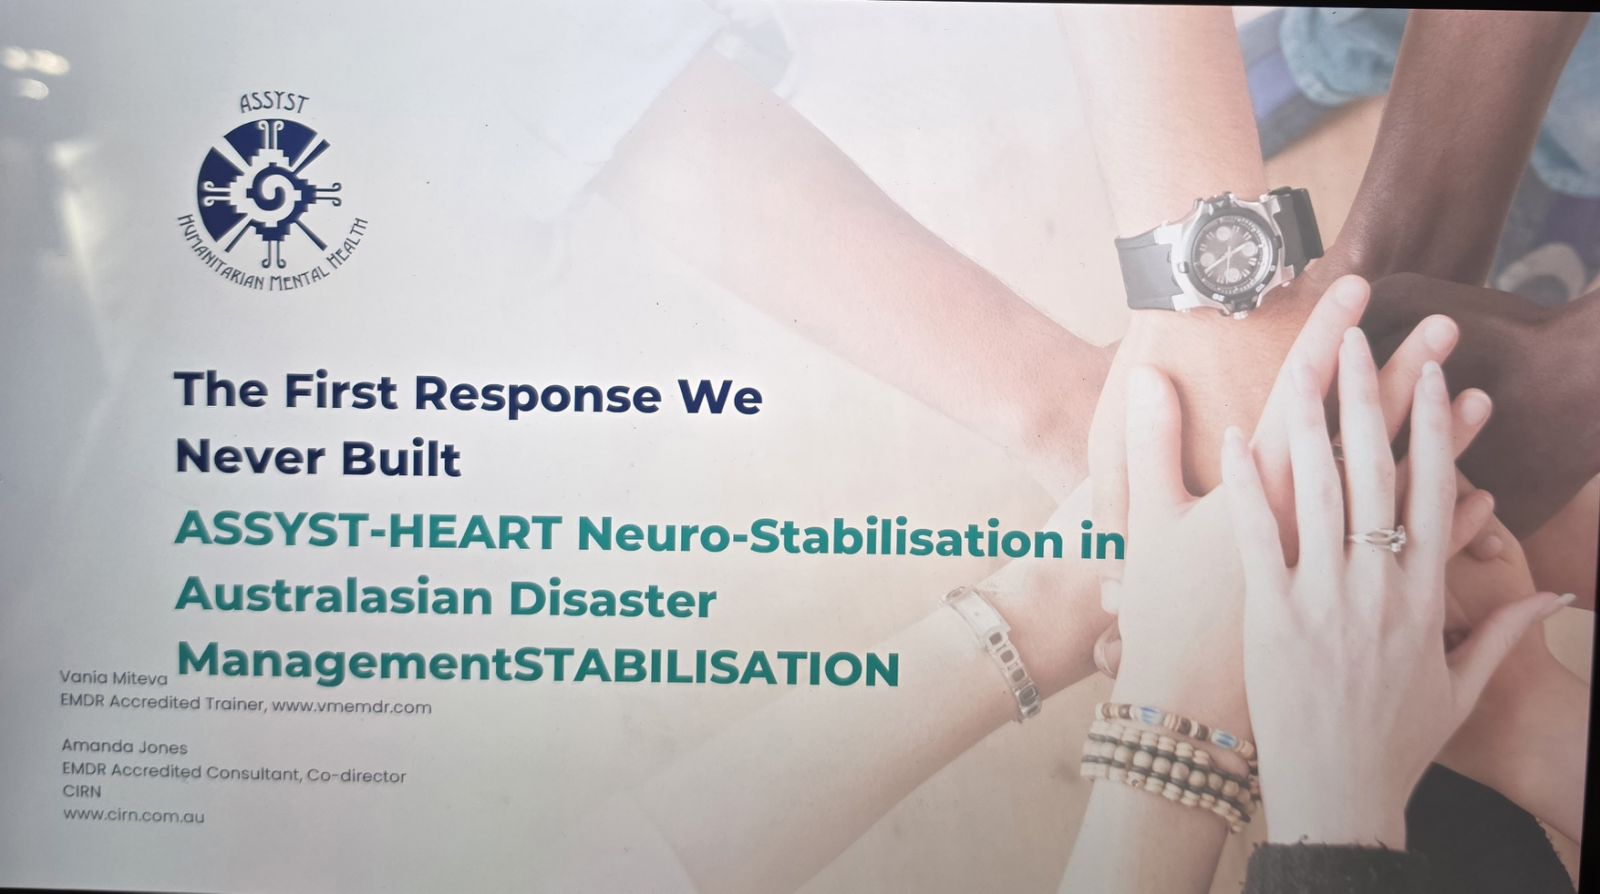 ASSYST
HUMANITARIAN MENTAL HEALTH
The First Response We
Never Built
ASSYST-HEART Neuro-Stabilisation in
Australasian Disaster
ManagementSTABILISATION
Vania Miteva
EMDR Accredited Trainer, www.vmemdr.com
Amanda Jones
EMDR Accredited Consultant, Co-director
CIRN
www.cirn.com.au